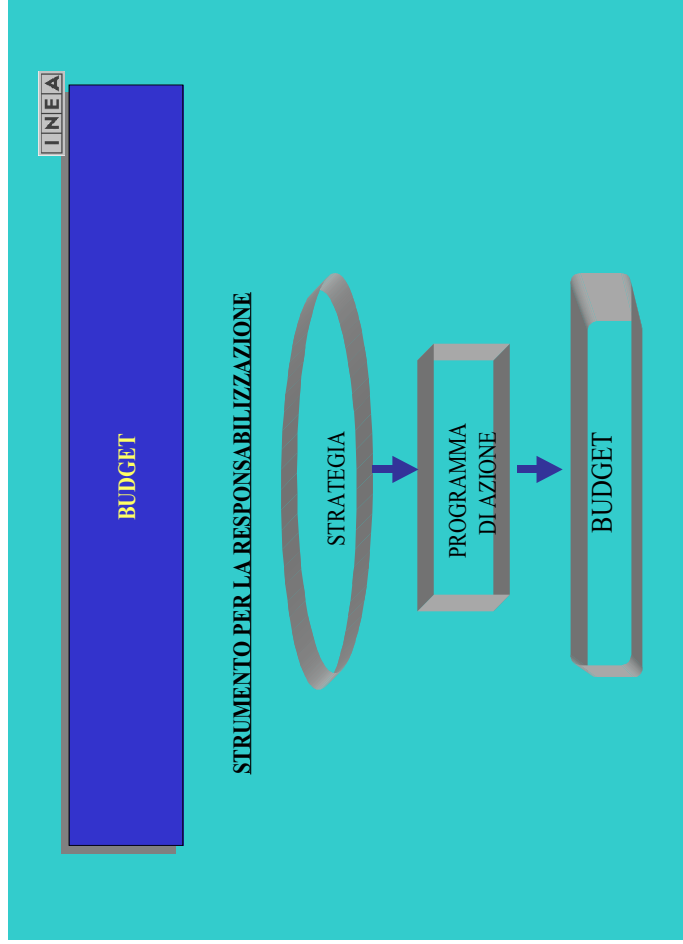 INEA
BUDGET
STRUMENTO PER LA RESPONSABILIZZAZIONE
STRATEGIA
PROGRAMMA
DI AZIONE
BUDGET